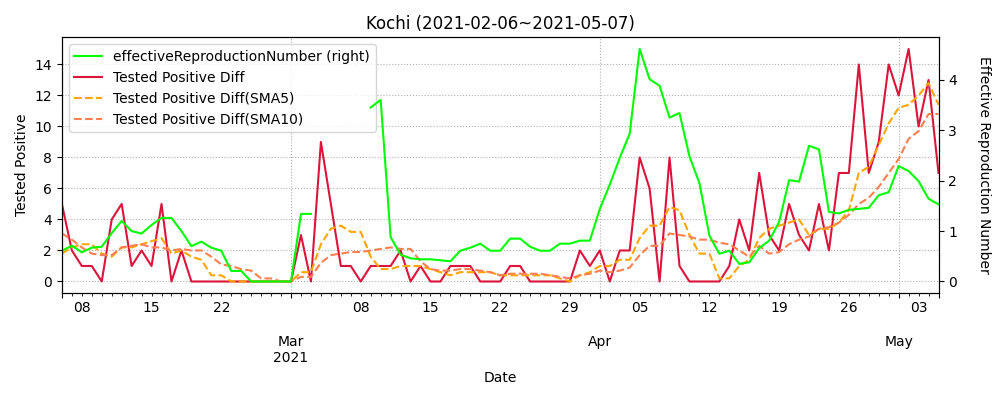 Kochi (2021-02-06~2021-05-07)
effectiveReproductionNumber (right)
Tested Positive Diff
Tested Positive Diff(SMA5)
Tested Positive Diff(SMA10)
Tested Positive
14
12
10
8
6
4
2
0
Effective Reproduction Number
4
3
2
1
0
08 15 22 08 15 22 29 05 12 19 26 03
Mar Apr May
2021
Date